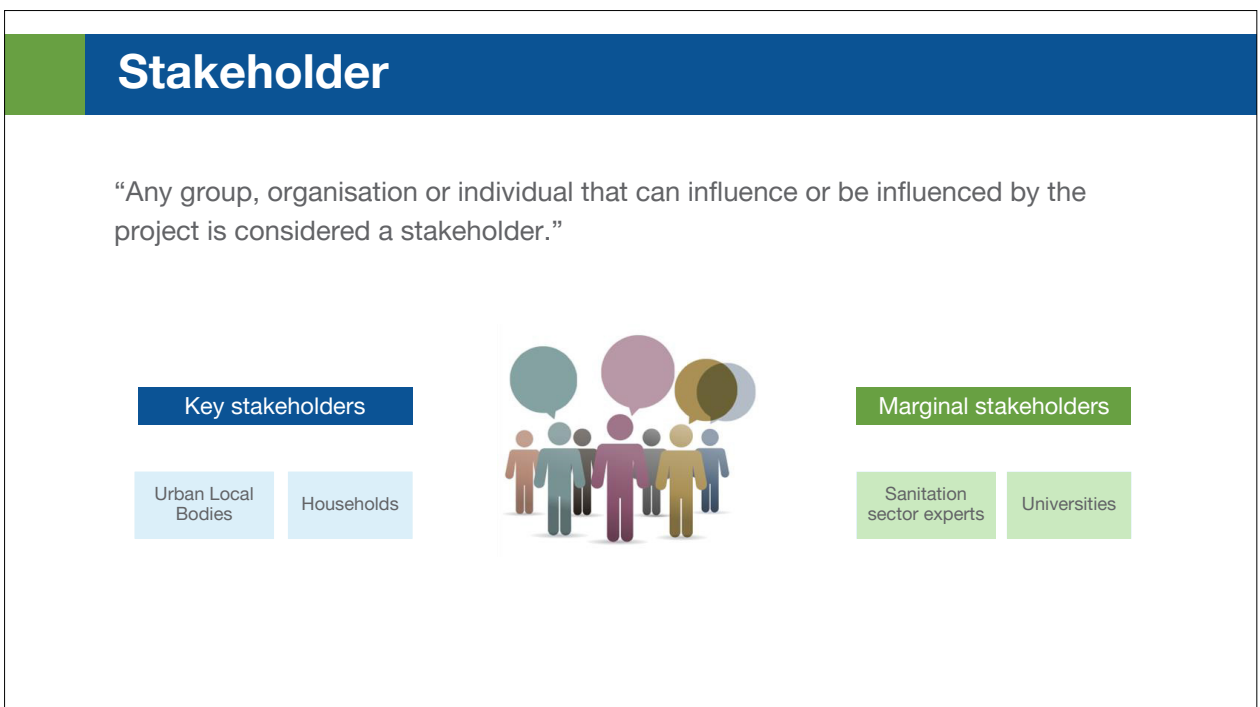 Stakeholder
“Any group, organisation or individual that can influence or be influenced by the
project is considered a stakeholder.”
Key stakeholders
Urban Local
Bodies
Households
Marginal stakeholders
Sanitation
sector experts
Universities